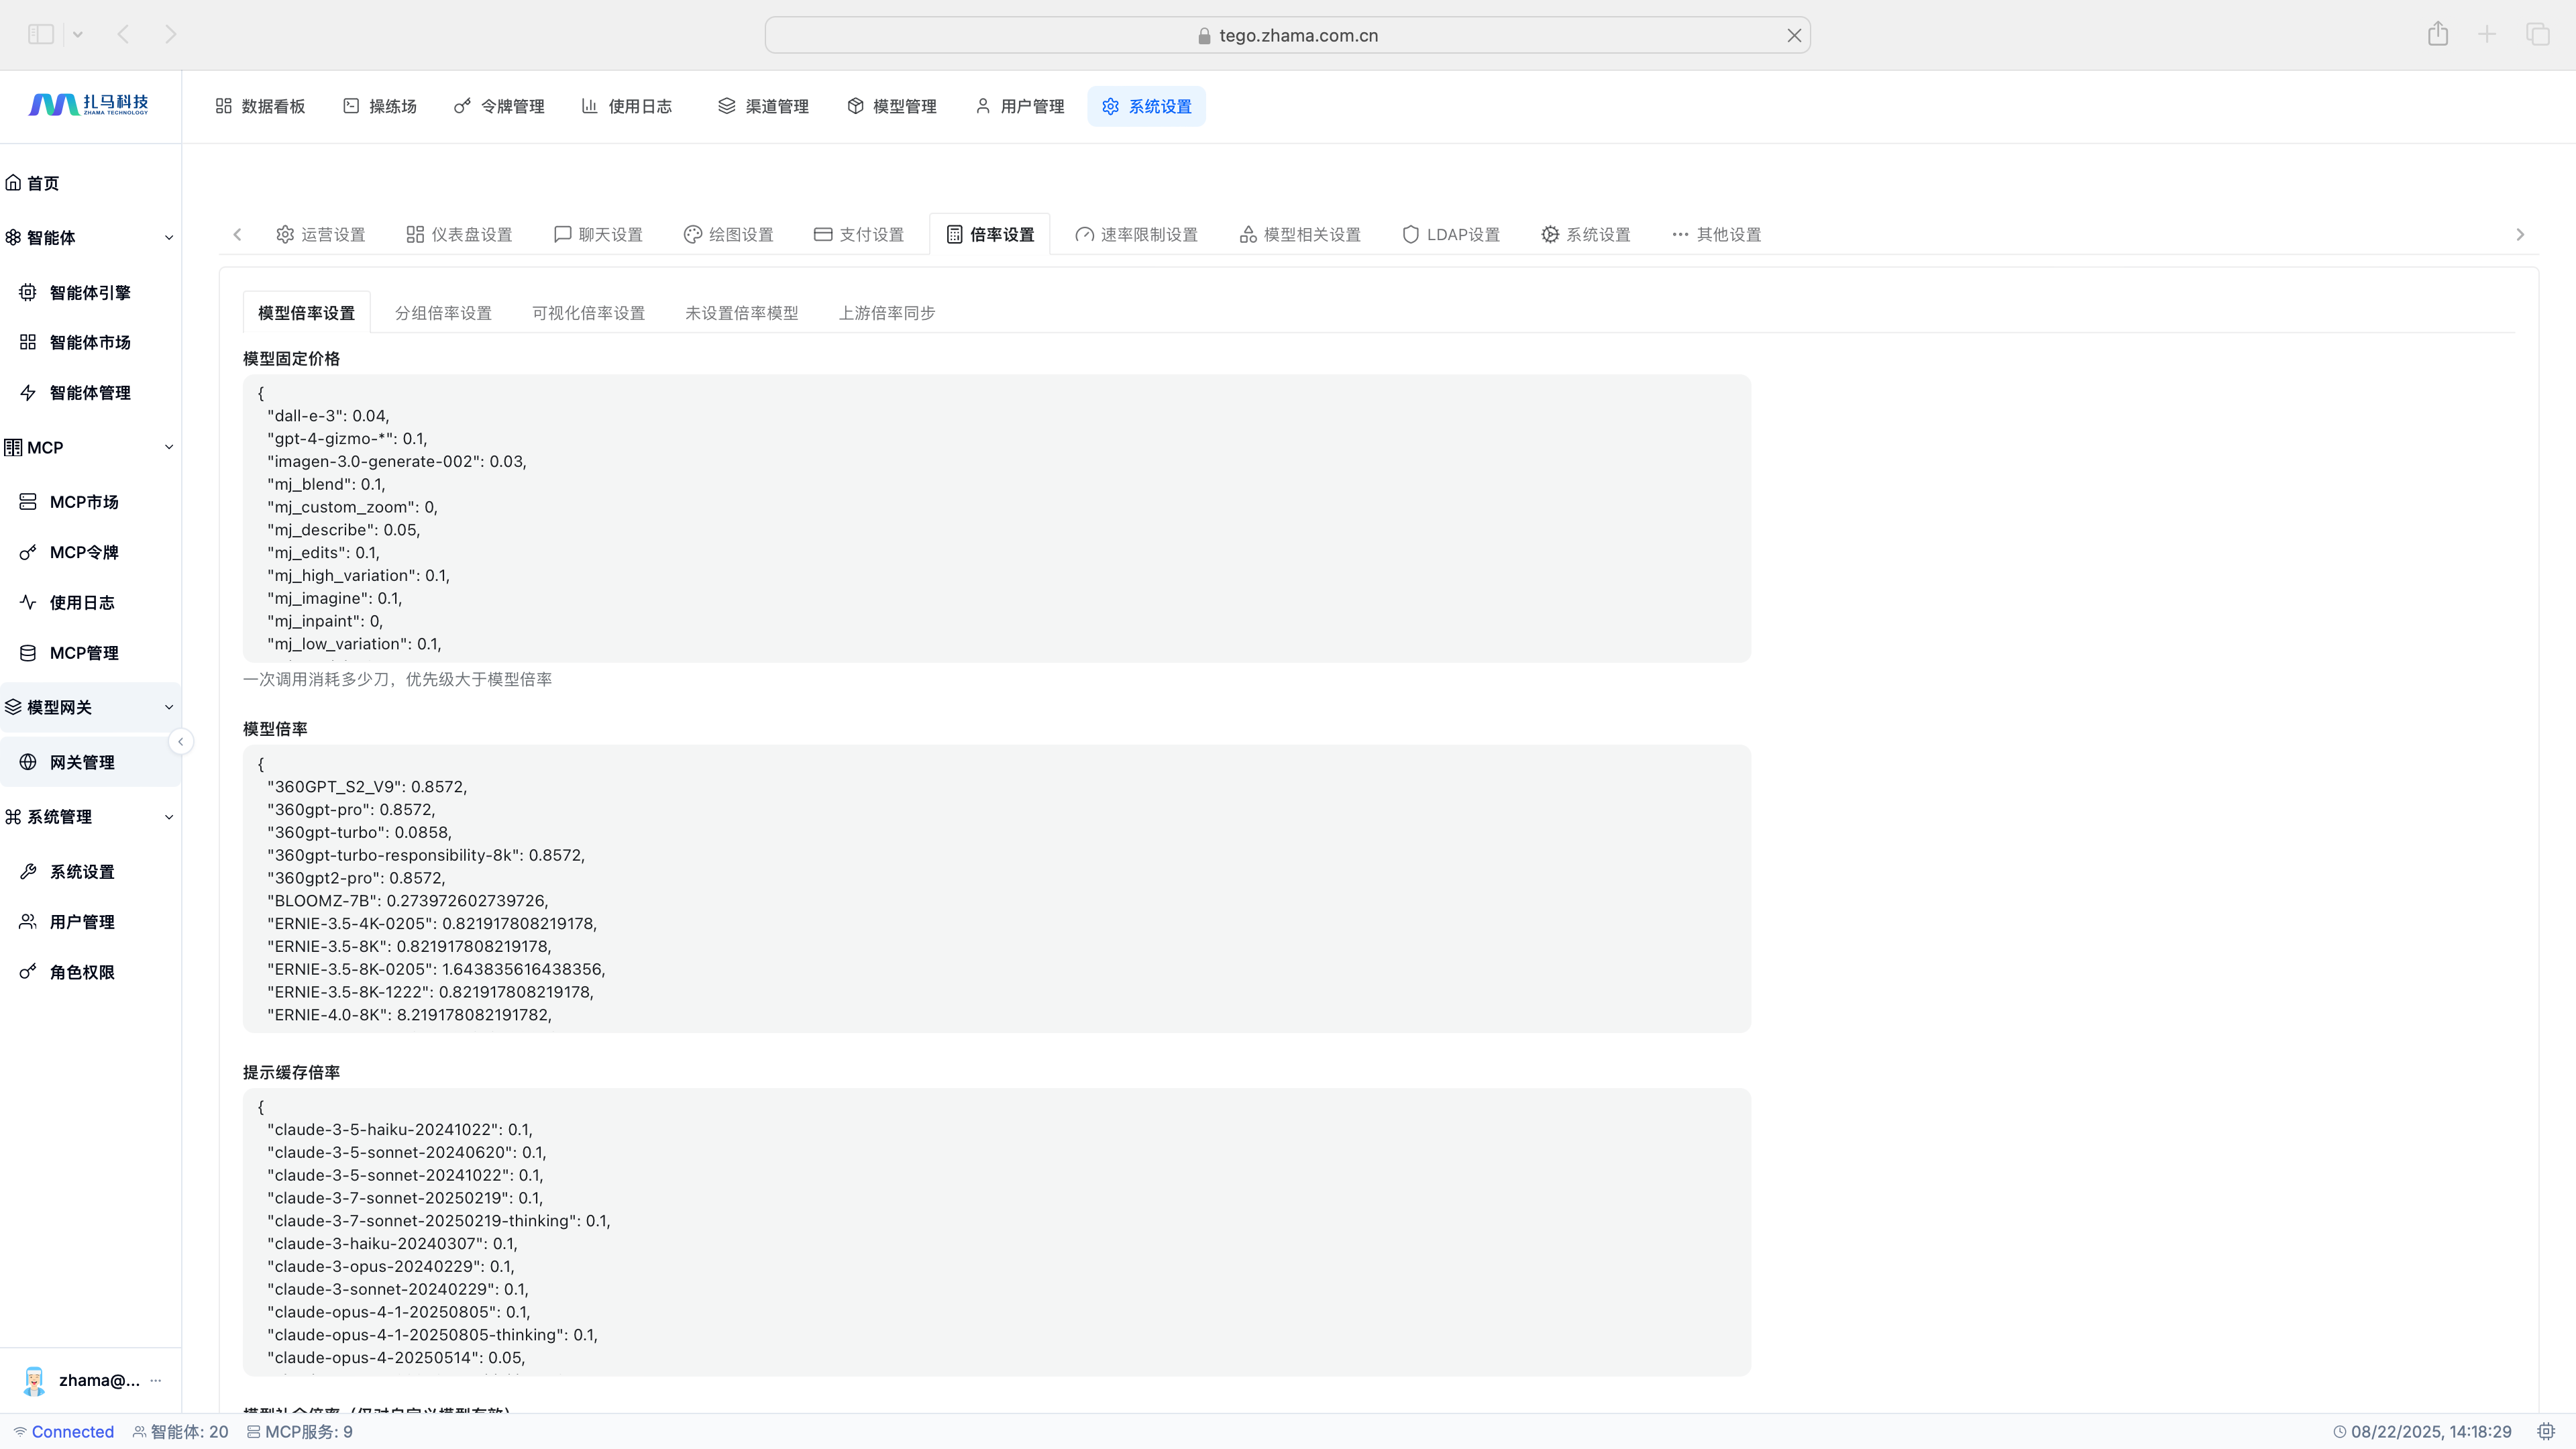 tego.zhama.com.cn
扎马科技
ZHAMA TECHNOLOGY
数据看板
操练场
令牌管理
使用日志
渠道管理
模型管理
用户管理
系统设置
首页
智能体
智能体引擎
智能体市场
智能体管理
MCP
MCP市场
MCP令牌
使用日志
MCP管理
模型网关
网关管理
系统管理
系统设置
用户管理
角色权限
zhama@... ...
运营设置
仪表盘设置
聊天设置
绘图设置
支付设置
倍率设置
速率限制设置
模型相关设置
LDAP设置
系统设置
其他设置
模型倍率设置
分组倍率设置
可视化倍率设置
未设置倍率模型
上游倍率同步
模型固定价格
{
"dall-e-3": 0.04,
"gpt-4-gizmo-*": 0.1,
"imagen-3.0-generate-002": 0.03,
"mj_blend": 0.1,
"mj_custom_zoom": 0,
"mj_describe": 0.05,
"mj_edits": 0.1,
"mj_high_variation": 0.1,
"mj_imagine": 0.1,
"mj_inpaint": 0,
"mj_low_variation": 0.1,
一次调用消耗多少刀，优先级大于模型倍率
模型倍率
{
"360GPT_S2_V9": 0.8572,
"360gpt-pro": 0.8572,
"360gpt-turbo": 0.0858,
"360gpt-turbo-responsibility-8k": 0.8572,
"360gpt2-pro": 0.8572,
"BLOOMZ-7B": 0.273972602739726,
"ERNIE-3.5-4K-0205": 0.821917808219178,
"ERNIE-3.5-8K": 0.821917808219178,
"ERNIE-3.5-8K-0205": 1.643835616438356,
"ERNIE-3.5-8K-1222": 0.821917808219178,
"ERNIE-4.0-8K": 8.219178082191782,
提示缓存倍率
{
"claude-3-5-haiku-20241022": 0.1,
"claude-3-5-sonnet-20240620": 0.1,
"claude-3-5-sonnet-20241022": 0.1,
"claude-3-7-sonnet-20250219": 0.1,
"claude-3-7-sonnet-20250219-thinking": 0.1,
"claude-3-haiku-20240307": 0.1,
"claude-3-opus-20240229": 0.1,
"claude-3-sonnet-20240229": 0.1,
"claude-opus-4-1-20250805": 0.1,
"claude-opus-4-1-20250805-thinking": 0.1,
"claude-opus-4-20250514": 0.05,
模型补全倍率（仅对自定义模型有效）
Connected
智能体: 20
MCP服务: 9
08/22/2025, 14:18:29